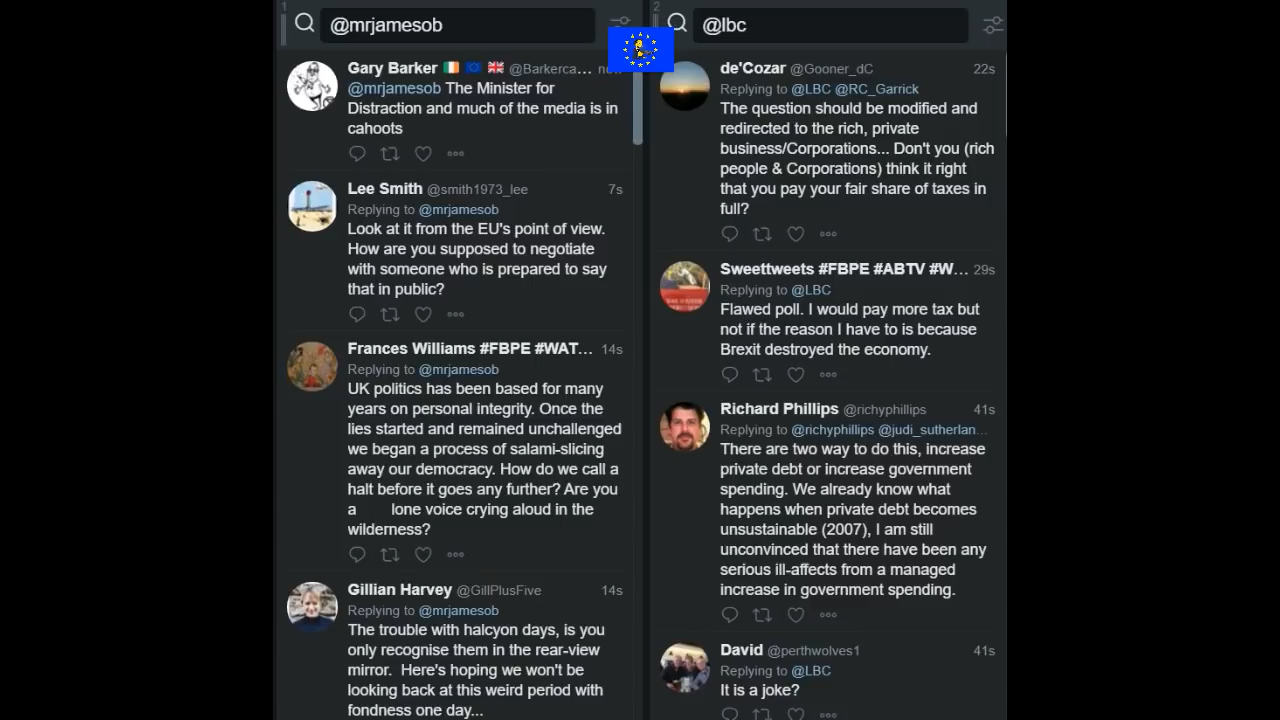 1
@mrjamesob
Gary Barker @Barkerca... now
@mrjamesob The Minister for
Distraction and much of the media is in
cahoots
Lee Smith @smith1973_lee 7s
Replying to @mrjamesob
Look at it from the EU's point of view.
How are you supposed to negotiate
with someone who is prepared to say
that in public?
Frances Williams #FBPE #WAT... 14s
Replying to @mrjamesob
UK politics has been based for many
years on personal integrity. Once the
lies started and remained unchallenged
we began a process of salami-slicing
away our democracy. How do we call a
halt before it goes any further? Are you
a lone voice crying aloud in the
wilderness?
Gillian Harvey @GillPlusFive 14s
Replying to @mrjamesob
The trouble with halcyon days, is you
only recognise them in the rear-view
mirror. Here's hoping we won't be
looking back at this weird period with
fondness one day...
2
@lbc
de'Cozar @Gooner_dC 22s
Replying to @LBC @RC_Garrick
The question should be modified and
redirected to the rich, private
business/Corporations... Don't you (rich
people & Corporations) think it right
that you pay your fair share of taxes in
full?
Sweettweets #FBPE #ABTV #W... 29s
Replying to @LBC
Flawed poll. I would pay more tax but
not if the reason I have to is because
Brexit destroyed the economy.
Richard Phillips @richyphillips 41s
Replying to @richyphillips @judi_sutherlan...
There are two way to do this, increase
private debt or increase government
spending. We already know what
happens when private debt becomes
unsustainable (2007), I am still
unconvinced that there have been any
serious ill-affects from a managed
increase in government spending.
David @perthwolves1 41s
Replying to @LBC
It is a joke?